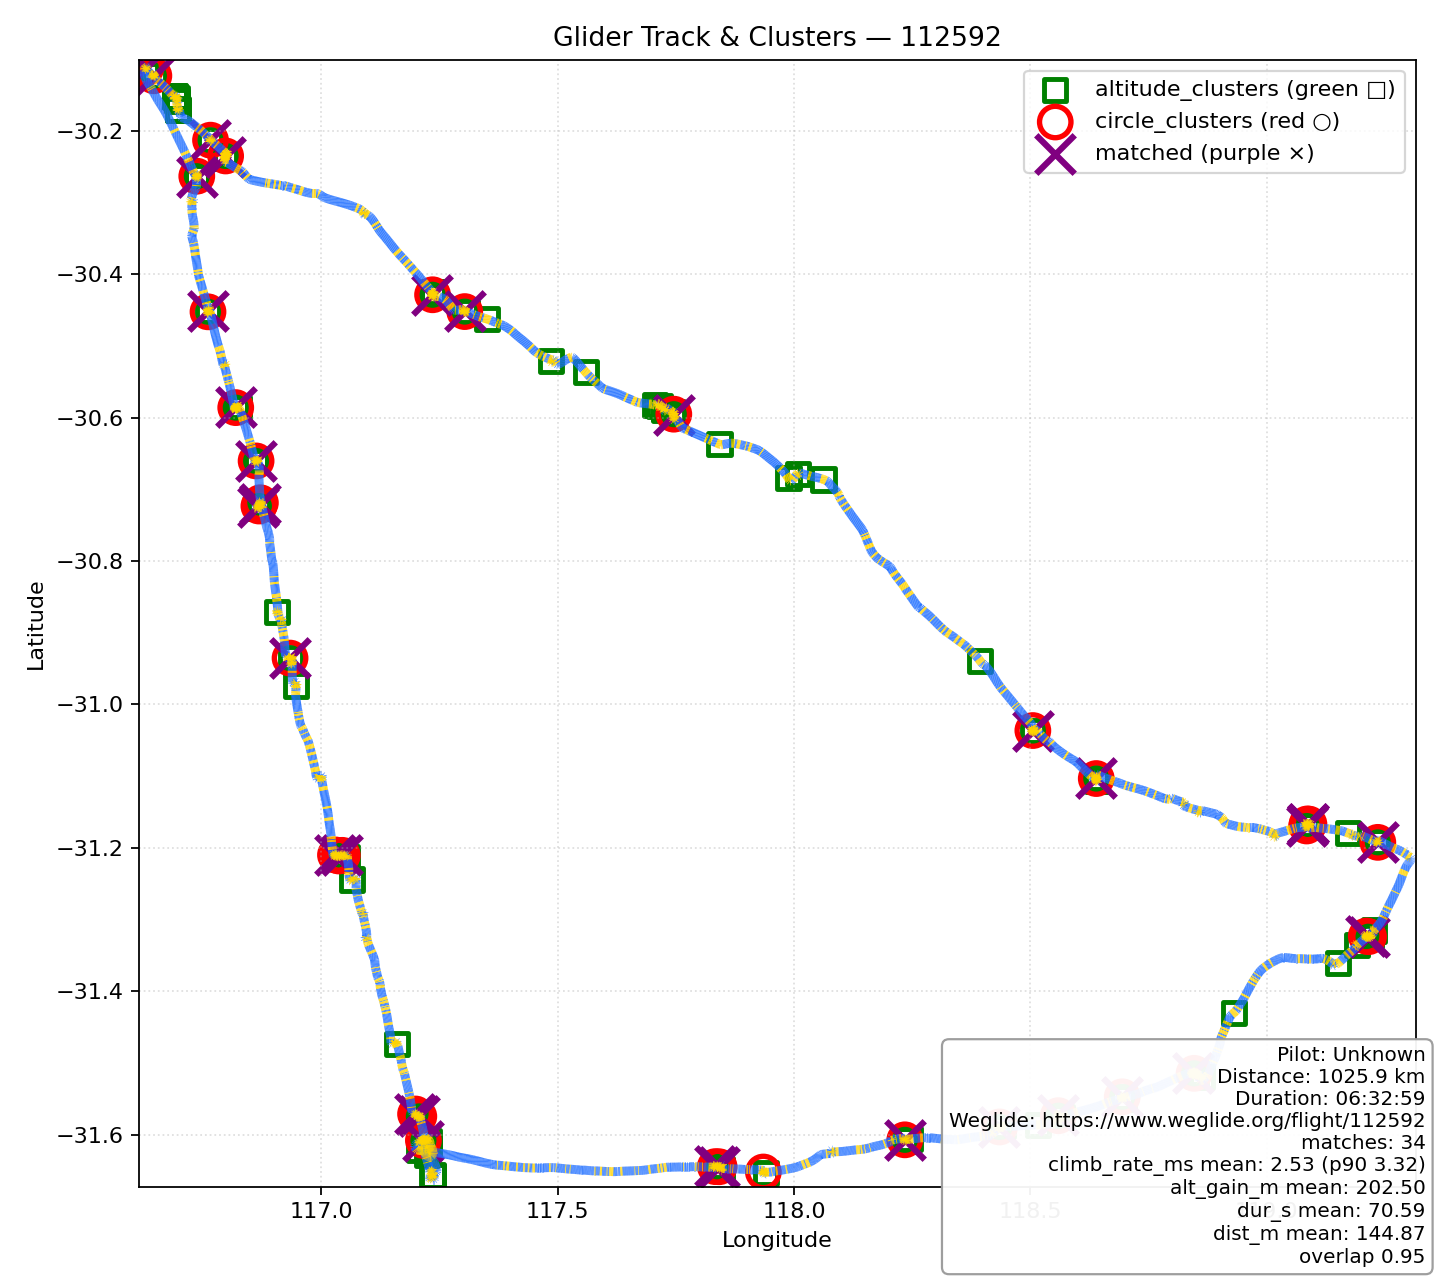 Glider Track & Clusters — 112592
altitude_clusters (green □)
circle_clusters (red ○)
matched (purple ×)
−30.2
−30.4
−30.6
−30.8
−31.0
−31.2
−31.4
−31.6
Latitude
117.0
117.5
118.0
118.5
Longitude
Pilot: Unknown
Distance: 1025.9 km
Duration: 06:32:59
Weglide: https://www.weglide.org/flight/112592
matches: 34
climb_rate_ms mean: 2.53 (p90 3.32)
alt_gain_m mean: 202.50
dur_s mean: 70.59
dist_m mean: 144.87
overlap 0.95